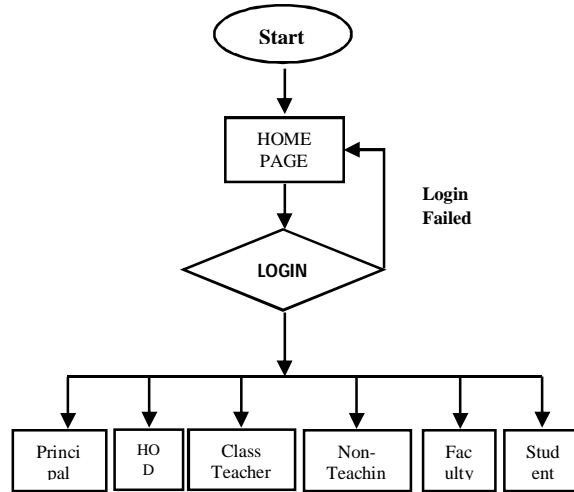 Start
HOME
PAGE
Login
Failed
LOGIN
Princi
pal
HO
D
Class
Teacher
Non-
Teachin
Fac
ulty
Stud
ent